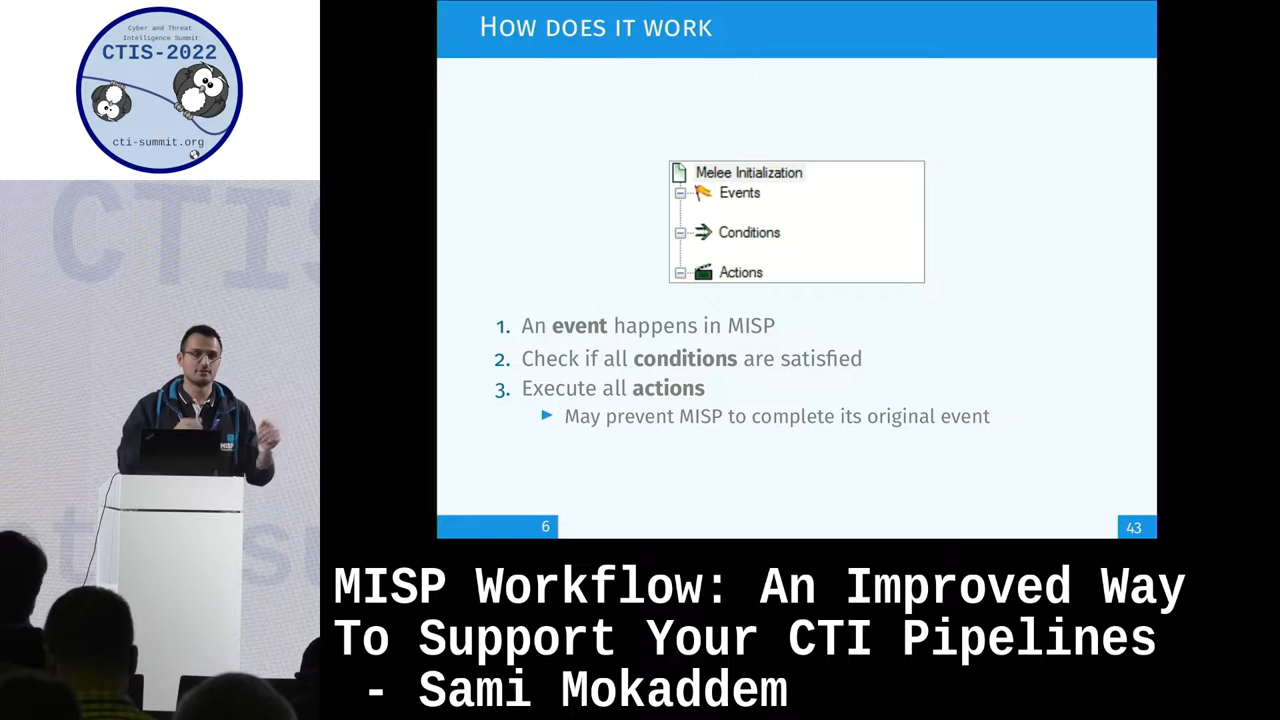 Cyber and Threat
Intelligence Summit
CTIS-2022
cti-summit.org
HOW DOES IT WORK
Melee Initialization
Events
Conditions
Actions
1. An event happens in MISP
2. Check if all conditions are satisfied
3. Execute all actions
May prevent MISP to complete its original event
6
43
CTIS
MISP
MISP Workflow: An Improved Way
To Support Your CTI Pipelines
- Sami Mokaddem